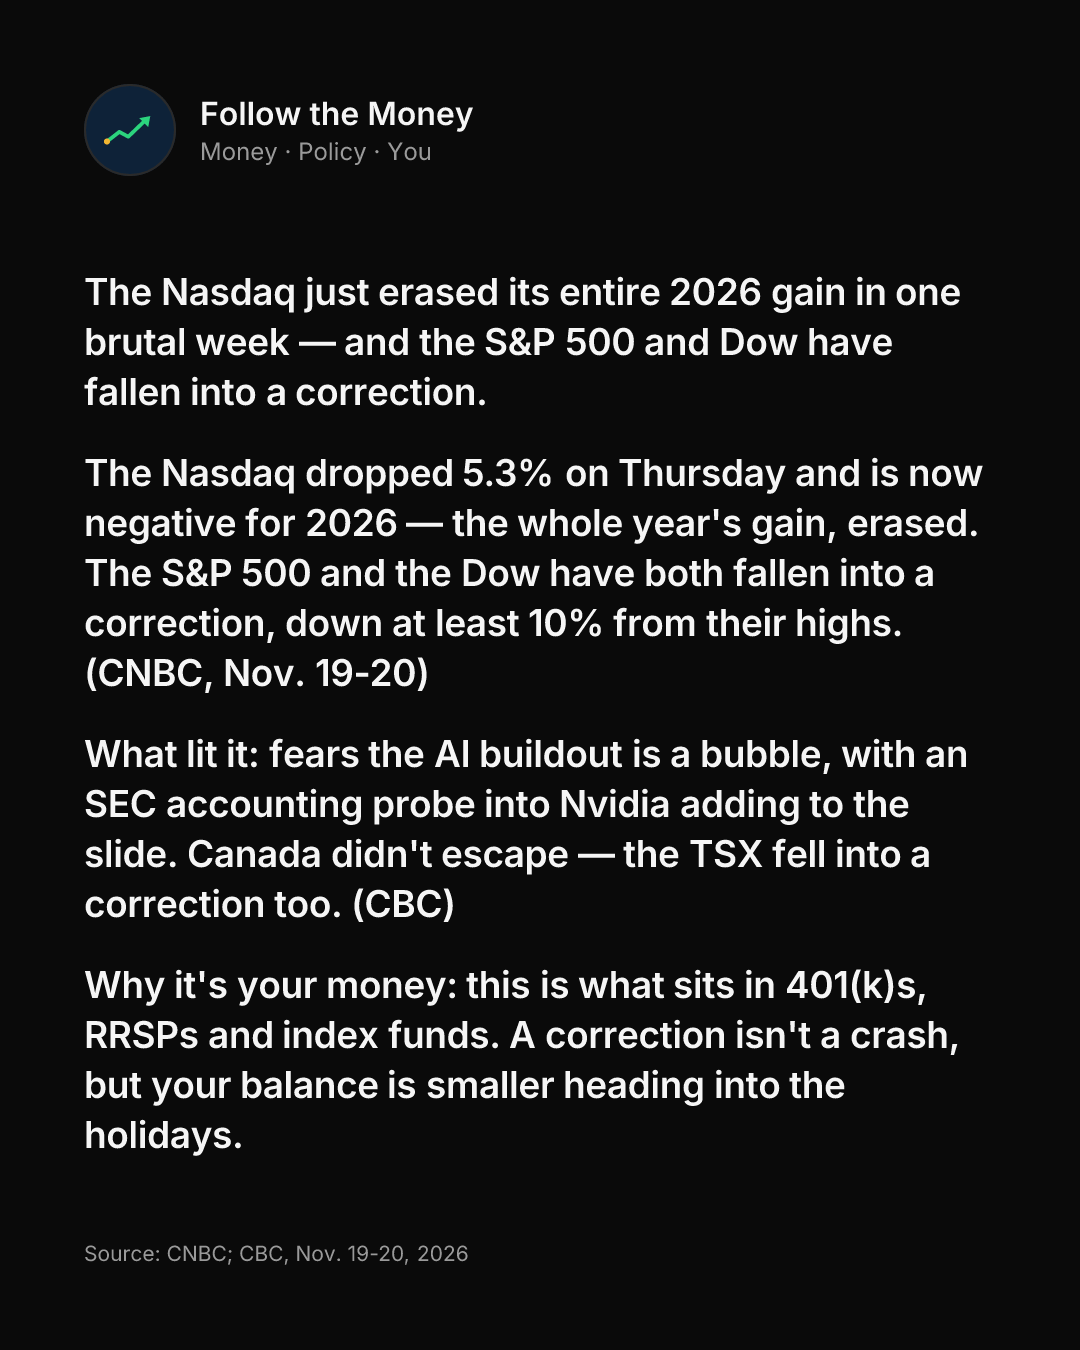 Follow the Money
Money · Policy · You
The Nasdaq just erased its entire 2026 gain in one
brutal week — and the S&P 500 and Dow have
fallen into a correction.
The Nasdaq dropped 5.3% on Thursday and is now
negative for 2026 — the whole year's gain, erased.
The S&P 500 and the Dow have both fallen into a
correction, down at least 10% from their highs.
(CNBC, Nov. 19-20)
What lit it: fears the AI buildout is a bubble, with an
SEC accounting probe into Nvidia adding to the
slide. Canada didn't escape — the TSX fell into a
correction too. (CBC)
Why it's your money: this is what sits in 401(k)s,
RRSPs and index funds. A correction isn't a crash,
but your balance is smaller heading into the
holidays.
Source: CNBC; CBC, Nov. 19-20, 2026